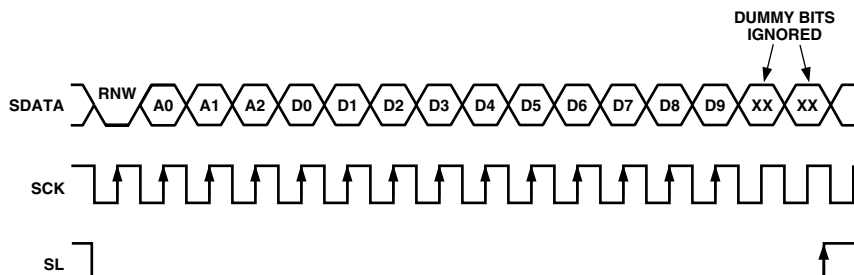 DUMMY BITS
IGNORED
SDATA RNW A0 A1 A2 D0 D1 D2 D3 D4 D5 D6 D7 D8 D9 XX XX
SCK
SL